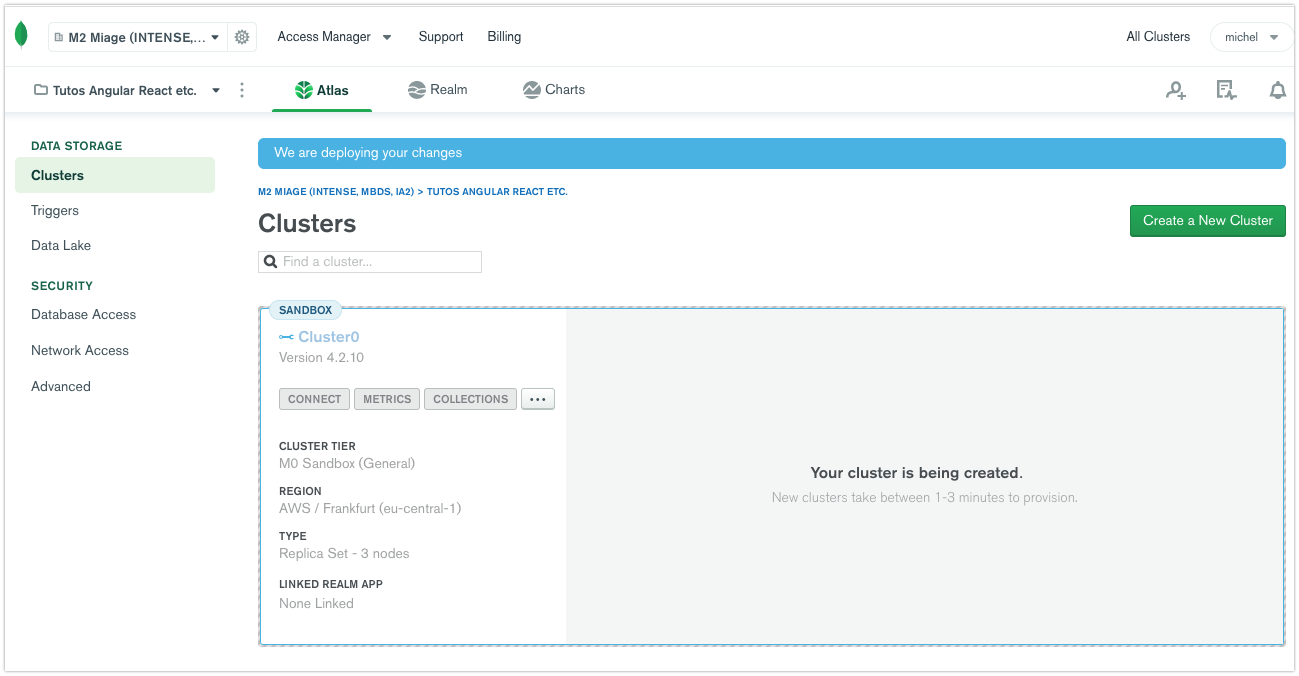 M2 Miage (INTENSE,... Access Manager Support Billing All Clusters michel
Tutos Angular React etc. Atlas Realm Charts
DATA STORAGE
Clusters
Triggers
Data Lake
SECURITY
Database Access
Network Access
Advanced
We are deploying your changes
M2 MIAGE (INTENSE, MBDS, IA2) > TUTOS ANGULAR REACT ETC.
Clusters
Create a New Cluster
Find a cluster...
SANDBOX
Cluster0
Version 4.2.10
CONNECT METRICS COLLECTIONS ...
CLUSTER TIER
M0 Sandbox (General)
REGION
AWS / Frankfurt (eu-central-1)
TYPE
Replica Set - 3 nodes
LINKED REALM APP
None Linked
Your cluster is being created.
New clusters take between 1-3 minutes to provision.